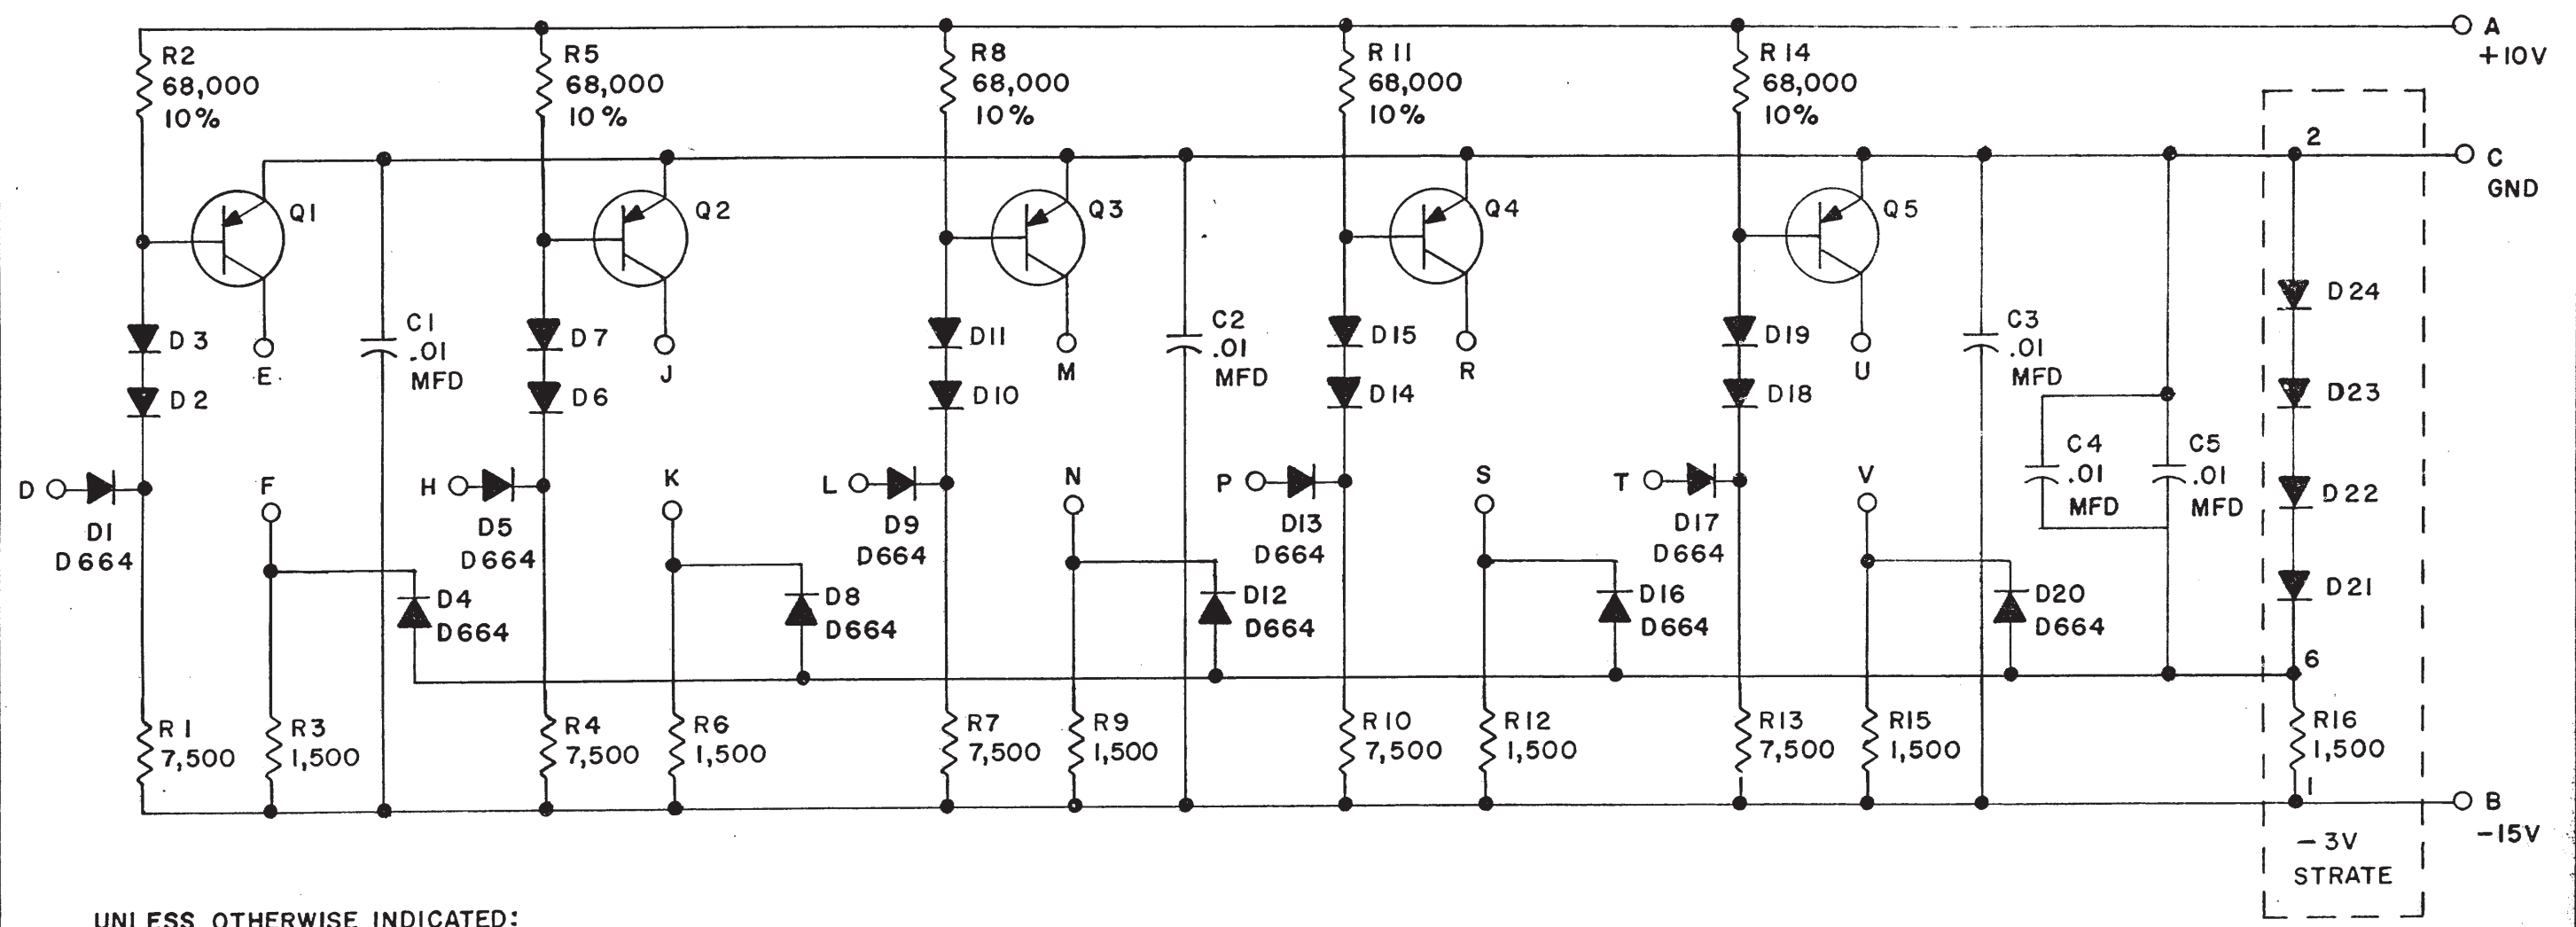 A
+10V
R2
68,000
10%
R5
68,000
10%
R8
68,000
10%
R11
68,000
10%
R14
68,000
10%
2
C
GND
Q1
Q2
Q3
Q4
Q5
D24
D3
C1
.01
MFD
D7
D11
C2
.01
MFD
D15
D19
C3
.01
MFD
E
J
M
R
U
D2
D6
D10
D14
D18
D23
C4
.01
MFD
C5
.01
MFD
D
D1
D664
F
H
D5
D664
K
L
D9
D664
N
P
D13
D664
S
T
D17
D664
V
D22
D4
D664
D8
D664
D12
D664
D16
D664
D20
D664
D21
6
R1
7,500
R3
1,500
R4
7,500
R6
1,500
R7
7,500
R9
1,500
R10
7,500
R12
1,500
R13
7,500
R15
1,500
R16
1,500
1
B
-15V
-3V
STRATE
UNLESS OTHERWISE INDICATED: